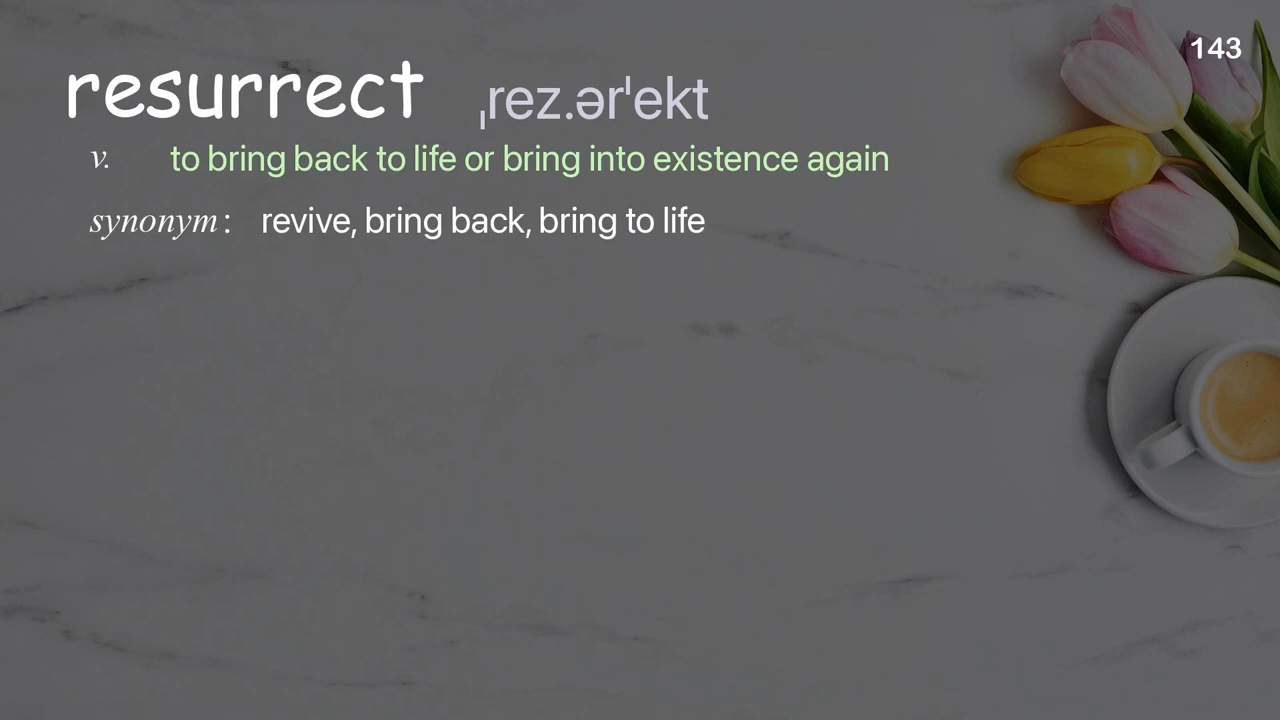 143
resurrect ˌrez.ərˈekt
v. to bring back to life or bring into existence again
synonym: revive, bring back, bring to life